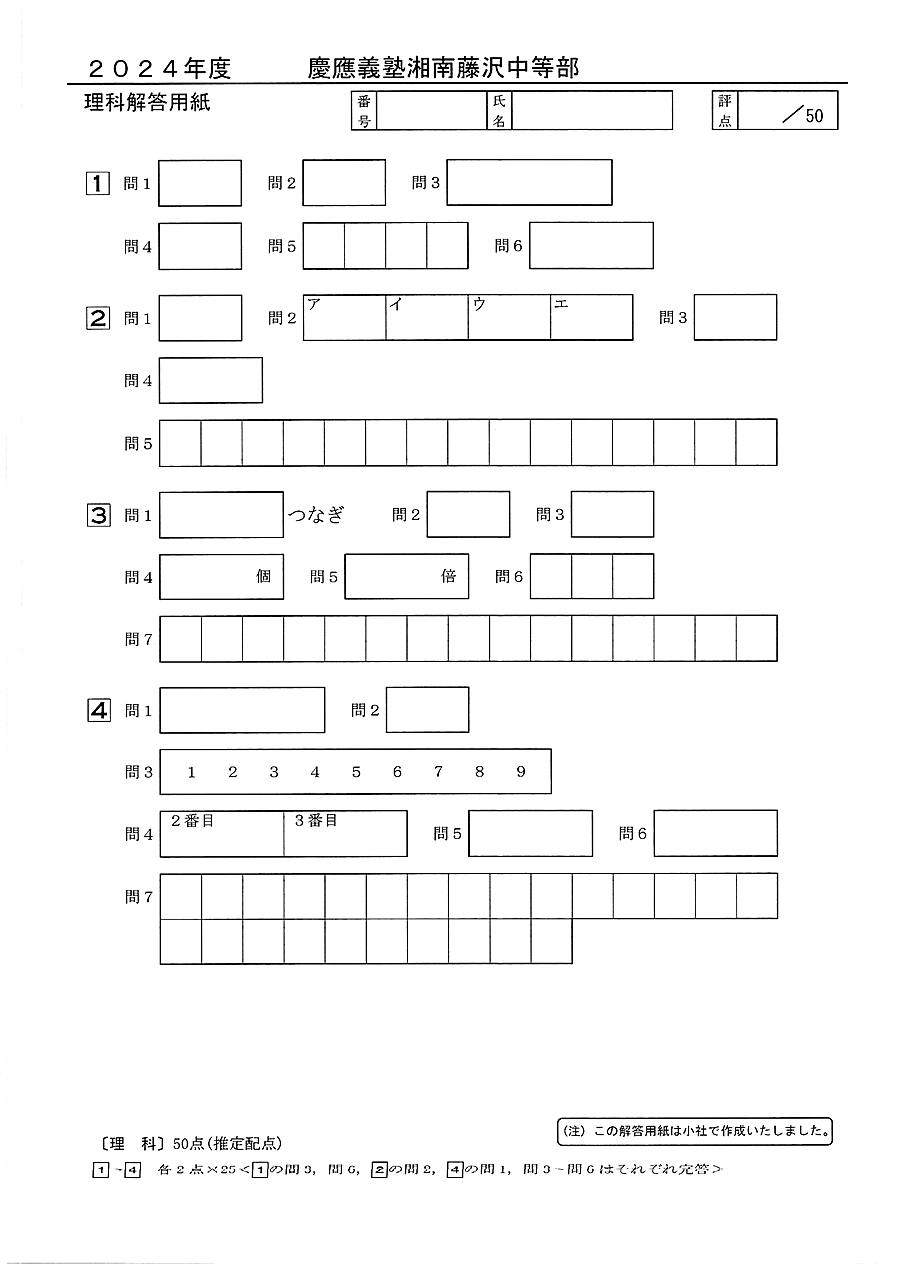 2024年度 慶應義塾湘南藤沢中等部
理科解答用紙 番号 氏名 評点 /50
1 問1 問2 問3
問4 問5 問6
2 問1 問2 ア イ ウ エ 問3
問4
問5
3 問1 つなぎ 問2 問3
問4 個 問5 倍 問6
問7
4 問1 問2
問3 1 2 3 4 5 6 7 8 9
問4 2番目 3番目 問5 問6
問7
(注) この解答用紙は小社で作成いたしました。
〔理 科〕50点(推定配点)
1~4 各2点×25<1の問3,問6,2の問2,4の問1,問3~問6はそれぞれ完答>